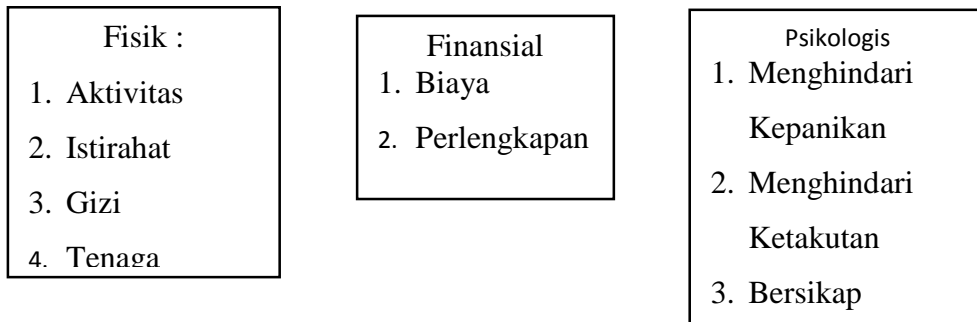 Fisik :
1. Aktivitas
2. Istirahat
3. Gizi
4. Tenaga
Finansial
1. Biaya
2. Perlengkapan
Psikologis
1. Menghindari
Kepanikan
2. Menghindari
Ketakutan
3. Bersikap